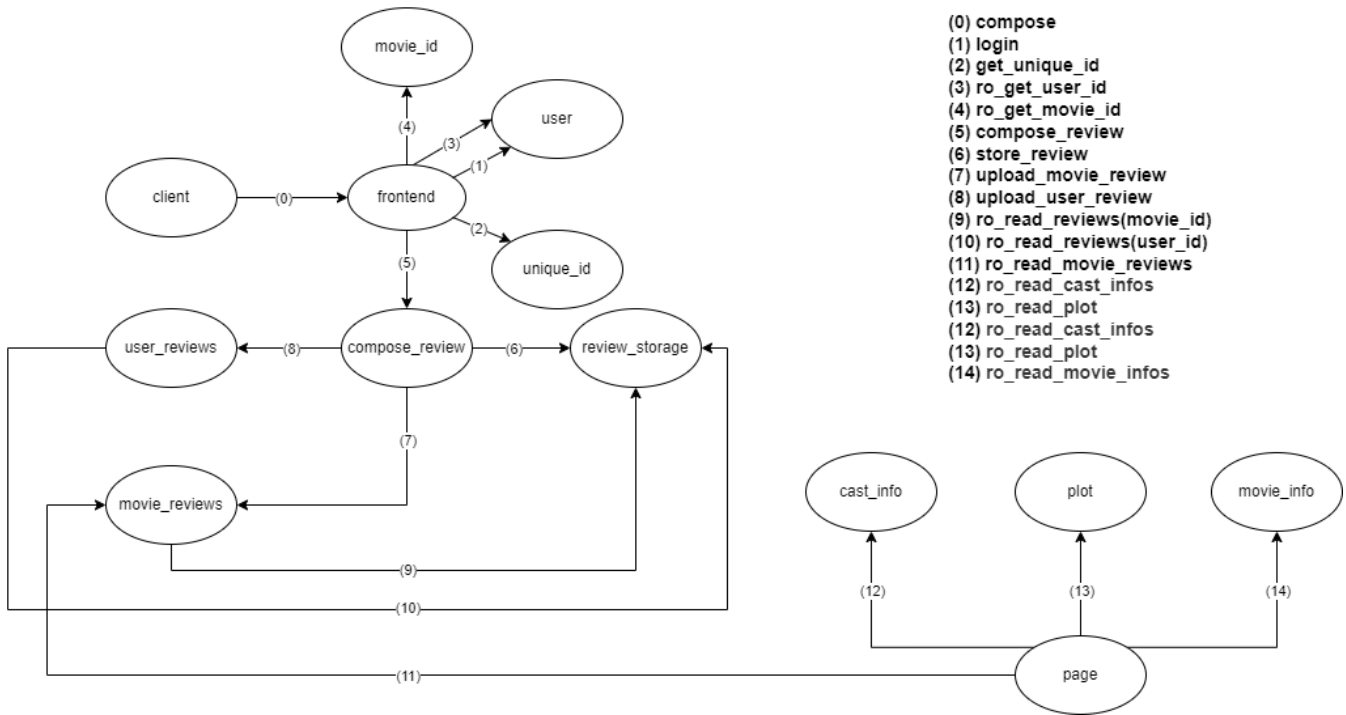 (0) compose
(1) login
(2) get_unique_id
(3) ro_get_user_id
(4) ro_get_movie_id
(5) compose_review
(6) store_review
(7) upload_movie_review
(8) upload_user_review
(9) ro_read_reviews(movie_id)
(10) ro_read_reviews(user_id)
(11) ro_read_movie_reviews
(12) ro_read_cast_infos
(13) ro_read_plot
(12) ro_read_cast_infos
(13) ro_read_plot
(14) ro_read_movie_infos
movie_id
(4)
user
(3)
(1)
client
(0)
frontend
(2)
unique_id
(5)
user_reviews
(8)
compose_review
(6)
review_storage
(7)
movie_reviews
(9)
(10)
(11)
cast_info
plot
movie_info
(12)
(13)
(14)
page